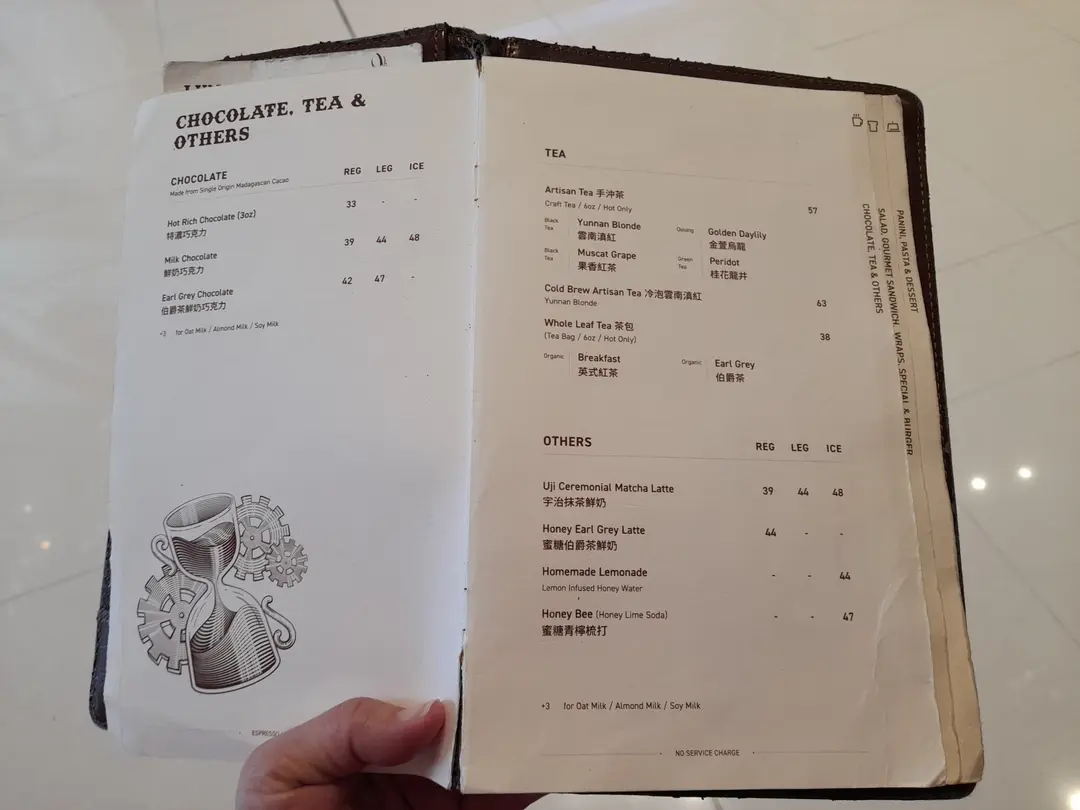 CHOCOLATE, TEA &
OTHERS
CHOCOLATE REG LEG ICE
Made from Single Origin Madagascan Cacao
Hot Rich Chocolate (3oz) 33 - -
特濃巧克力
Milk Chocolate 39 44 48
鮮奶巧克力
Earl Grey Chocolate 42 47 -
伯爵茶鮮奶巧克力
+3 for Oat Milk / Almond Milk / Soy Milk
ESPRESSO
TEA
Artisan Tea 手沖茶 57
Craft Tea / 6oz / Hot Only
Black Tea Yunnan Blonde
雲南滇紅
Oolong Golden Daylily
金萱烏龍
Black Tea Muscat Grape
果香紅茶
Green Tea Peridot
桂花龍井
Cold Brew Artisan Tea 冷泡雲南滇紅 63
Yunnan Blonde
Whole Leaf Tea 茶包 38
(Tea Bag / 6oz / Hot Only)
Organic Breakfast
英式紅茶
Organic Earl Grey
伯爵茶
OTHERS REG LEG ICE
Uji Ceremonial Matcha Latte 39 44 48
宇治抹茶鮮奶
Honey Earl Grey Latte 44 - -
蜜糖伯爵茶鮮奶
Homemade Lemonade - - 44
Lemon Infused Honey Water
Honey Bee (Honey Lime Soda) - - 47
蜜糖青檸梳打
+3 for Oat Milk / Almond Milk / Soy Milk
NO SERVICE CHARGE
CHOCOLATE, TEA & OTHERS
SALAD, GOURMET SANDWICH, WRAPS, SPECIAL & BURGER
PANINI, PASTA & DESSERT